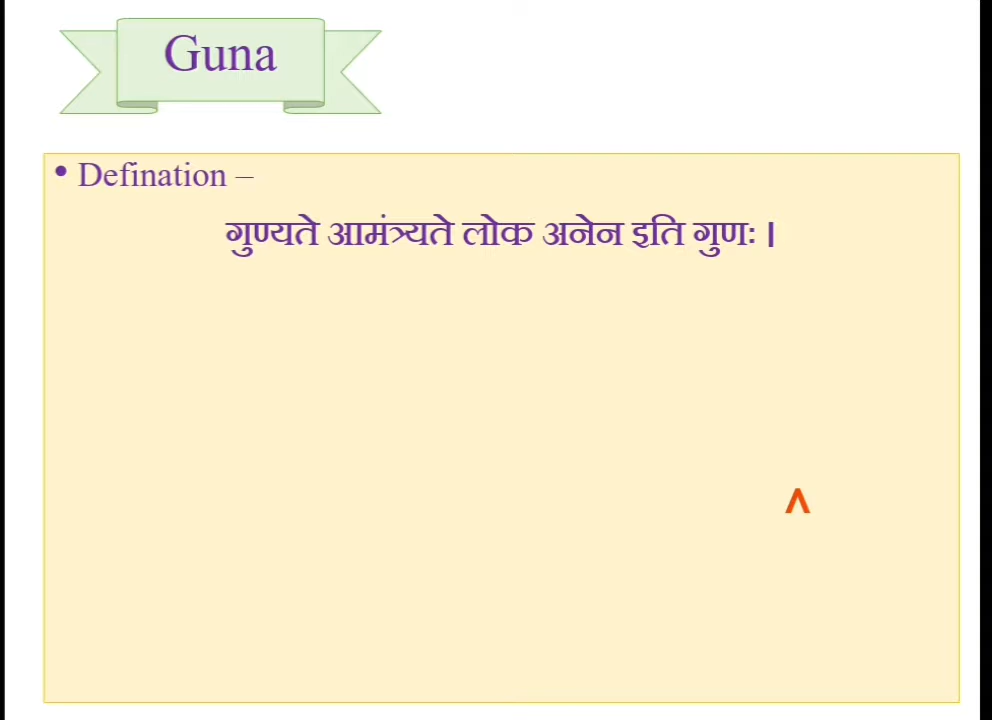 Guna
• Defination –
गुण्यते आमंत्र्यते लोक अनेन इति गुणः ।